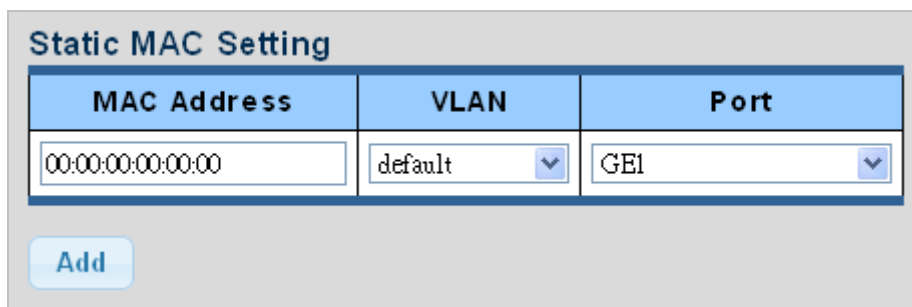 Static MAC Setting
MAC Address VLAN Port
00:00:00:00:00:00 default GE1
Add